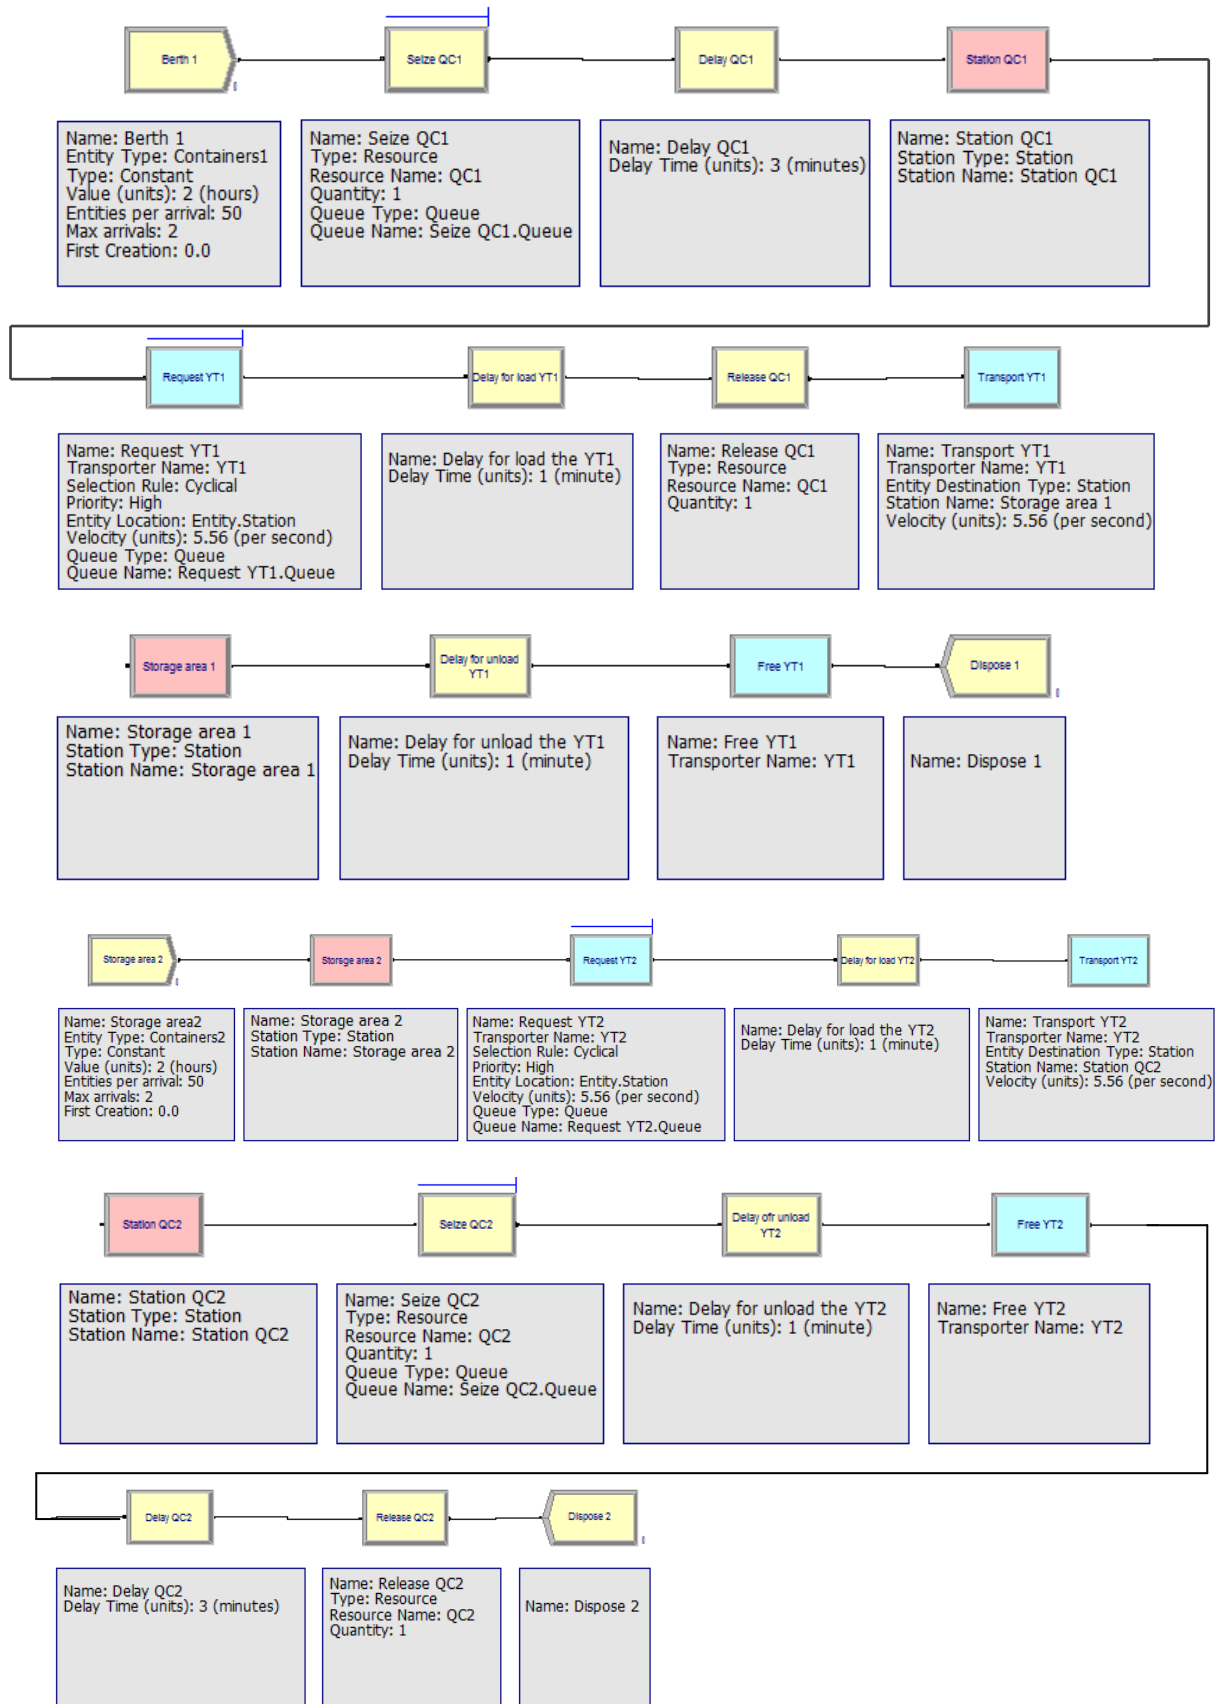 Berth 1
Seize QC1
Delay QC1
Station QC1
0
Name: Berth 1
Entity Type: Containers1
Type: Constant
Value (units): 2 (hours)
Entities per arrival: 50
Max arrivals: 2
First Creation: 0.0
Name: Seize QC1
Type: Resource
Resource Name: QC1
Quantity: 1
Queue Type: Queue
Queue Name: Seize QC1.Queue
Name: Delay QC1
Delay Time (units): 3 (minutes)
Name: Station QC1
Station Type: Station
Station Name: Station QC1
Request YT1
Delay for load YT1
Release QC1
Transport YT1
Name: Request YT1
Transporter Name: YT1
Selection Rule: Cyclical
Priority: High
Entity Location: Entity.Station
Velocity (units): 5.56 (per second)
Queue Type: Queue
Queue Name: Request YT1.Queue
Name: Delay for load the YT1
Delay Time (units): 1 (minute)
Name: Release QC1
Type: Resource
Resource Name: QC1
Quantity: 1
Name: Transport YT1
Transporter Name: YT1
Entity Destination Type: Station
Station Name: Storage area 1
Velocity (units): 5.56 (per second)
Storage area 1
Delay for unload
YT1
Free YT1
Dispose 1
0
Name: Storage area 1
Station Type: Station
Station Name: Storage area 1
Name: Delay for unload the YT1
Delay Time (units): 1 (minute)
Name: Free YT1
Transporter Name: YT1
Name: Dispose 1
Storage area 2
Storage area 2
Request YT2
Delay for load YT2
Transport YT2
0
Name: Storage area2
Entity Type: Containers2
Type: Constant
Value (units): 2 (hours)
Entities per arrival: 50
Max arrivals: 2
First Creation: 0.0
Name: Storage area 2
Station Type: Station
Station Name: Storage area 2
Name: Request YT2
Transporter Name: YT2
Selection Rule: Cyclical
Priority: High
Entity Location: Entity.Station
Velocity (units): 5.56 (per second)
Queue Type: Queue
Queue Name: Request YT2.Queue
Name: Delay for load the YT2
Delay Time (units): 1 (minute)
Name: Transport YT2
Transporter Name: YT2
Entity Destination Type: Station
Station Name: Station QC2
Velocity (units): 5.56 (per second)
Station QC2
Seize QC2
Delay ofr unload
YT2
Free YT2
Name: Station QC2
Station Type: Station
Station Name: Station QC2
Name: Seize QC2
Type: Resource
Resource Name: QC2
Quantity: 1
Queue Type: Queue
Queue Name: Seize QC2.Queue
Name: Delay for unload the YT2
Delay Time (units): 1 (minute)
Name: Free YT2
Transporter Name: YT2
Delay QC2
Release QC2
Dispose 2
0
Name: Delay QC2
Delay Time (units): 3 (minutes)
Name: Release QC2
Type: Resource
Resource Name: QC2
Quantity: 1
Name: Dispose 2